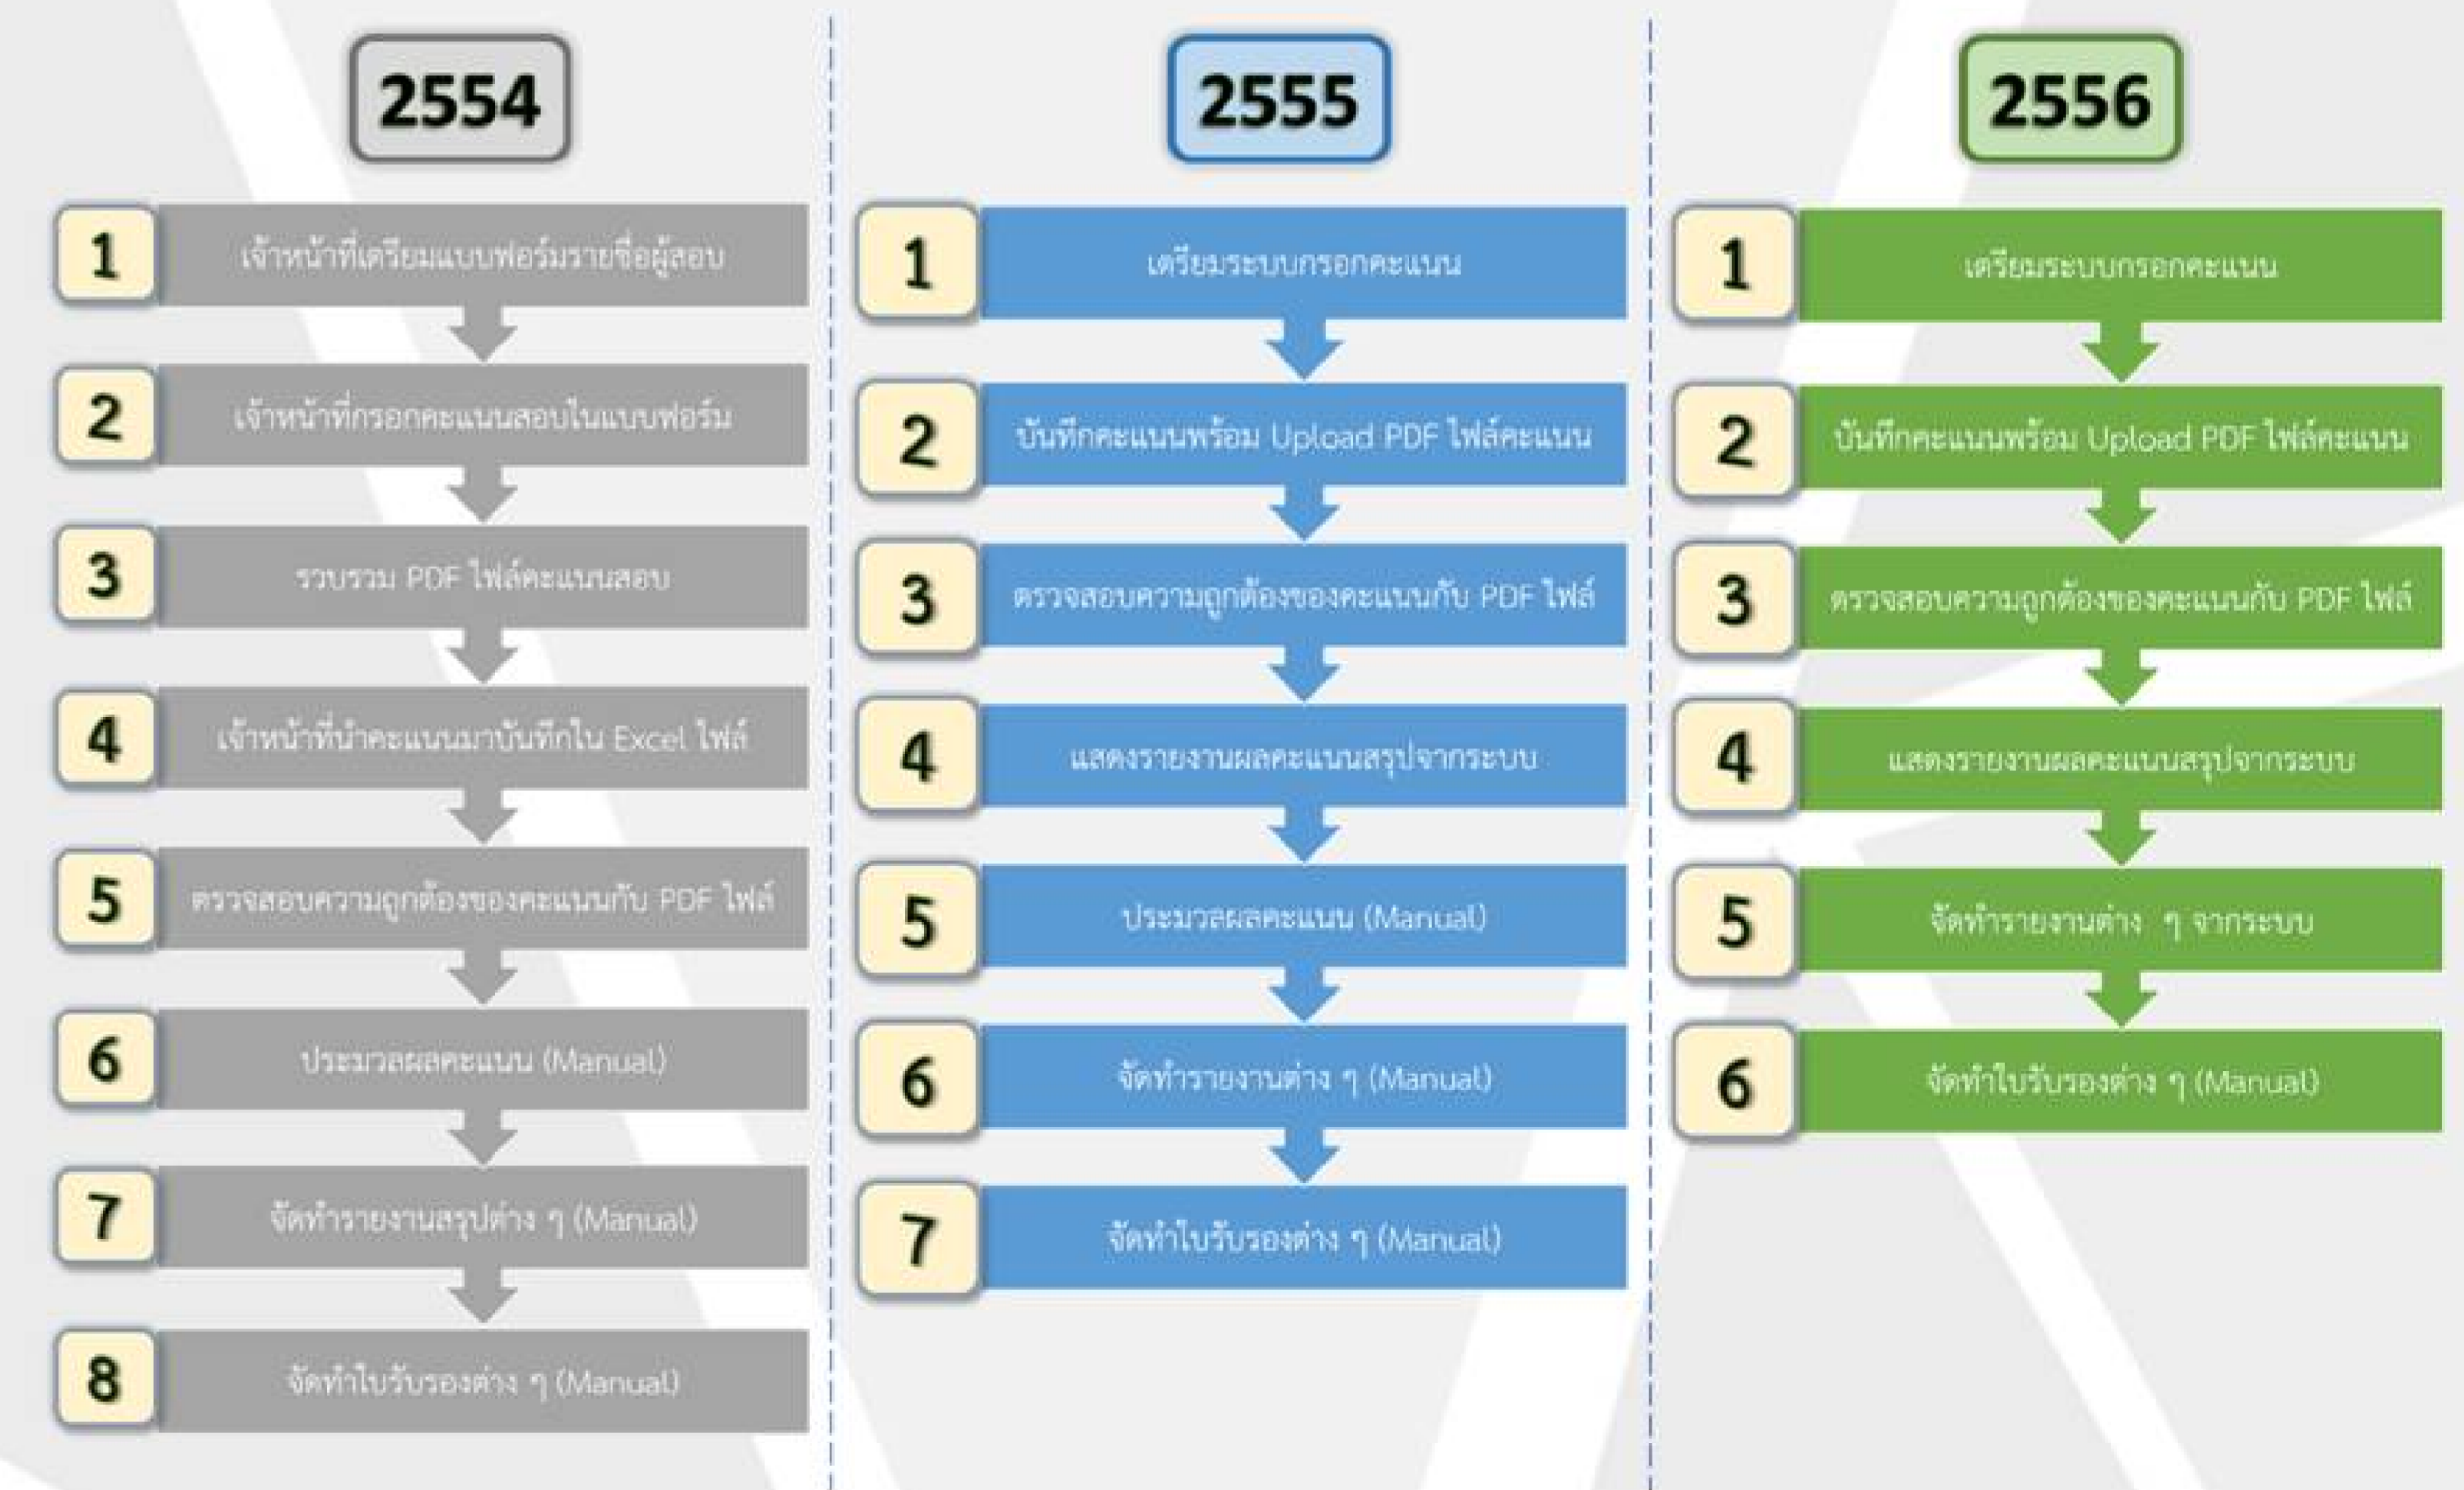 2554
1
เจ้าหน้าที่เตรียมแบบฟอร์มรายชื่อผู้สอบ
2
เจ้าหน้าที่กรอกคะแนนสอบในแบบฟอร์ม
3
รวบรวม PDF ไฟล์คะแนนสอบ
4
เจ้าหน้าที่นำคะแนนมาบันทึกใน Excel ไฟล์
5
ตรวจสอบความถูกต้องของคะแนนกับ PDF ไฟล์
6
ประมวลผลคะแนน (Manual)
7
จัดทำรายงานสรุปต่าง ๆ (Manual)
8
จัดทำใบรับรองต่าง ๆ (Manual)
2555
1
เตรียมระบบกรอกคะแนน
2
บันทึกคะแนนพร้อม Upload PDF ไฟล์คะแนน
3
ตรวจสอบความถูกต้องของคะแนนกับ PDF ไฟล์
4
แสดงรายงานผลคะแนนสรุปจากระบบ
5
ประมวลผลคะแนน (Manual)
6
จัดทำรายงานต่าง ๆ (Manual)
7
จัดทำใบรับรองต่าง ๆ (Manual)
2556
1
เตรียมระบบกรอกคะแนน
2
บันทึกคะแนนพร้อม Upload PDF ไฟล์คะแนน
3
ตรวจสอบความถูกต้องของคะแนนกับ PDF ไฟล์
4
แสดงรายงานผลคะแนนสรุปจากระบบ
5
จัดทำรายงานต่าง ๆ จากระบบ
6
จัดทำใบรับรองต่าง ๆ (Manual)